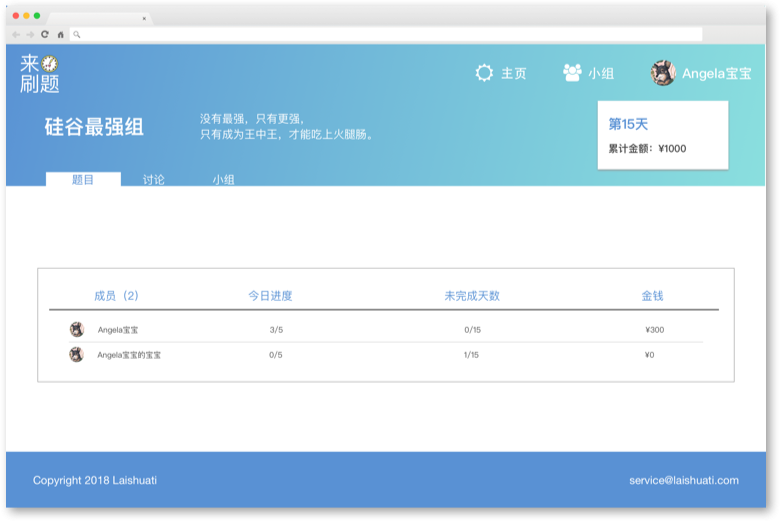 来
刷题
主页
小组
Angela宝宝
硅谷最强组
没有最强，只有更强，
只有成为王中王，才能吃上火腿肠。
第15天
累计金额：¥1000
题目
讨论
小组
成员（2） 今日进度 未完成天数 金钱
Angela宝宝 3/5 0/15 ¥300
Angela宝宝的宝宝 0/5 1/15 ¥0
Copyright 2018 Laishuati
service@laishuati.com